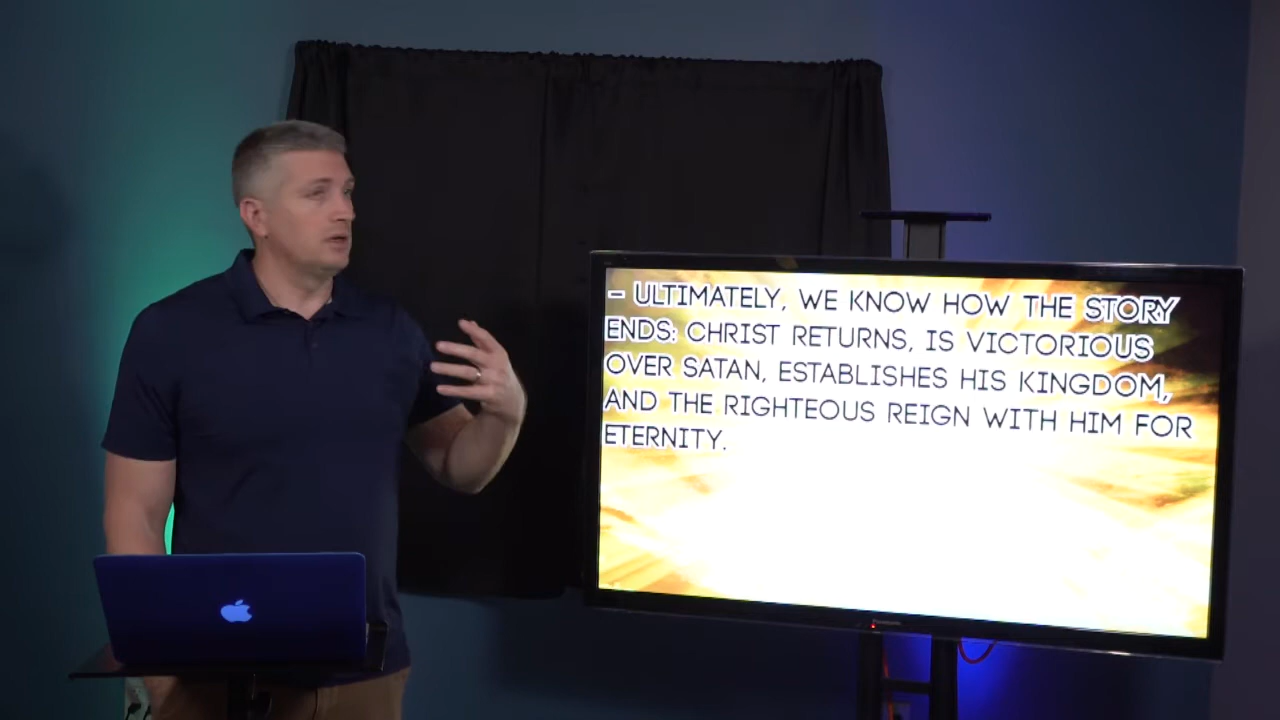 - ULTIMATELY, WE KNOW HOW THE STORY
ENDS: CHRIST RETURNS, IS VICTORIOUS
OVER SATAN, ESTABLISHES HIS KINGDOM,
AND THE RIGHTEOUS REIGN WITH HIM FOR
ETERNITY.